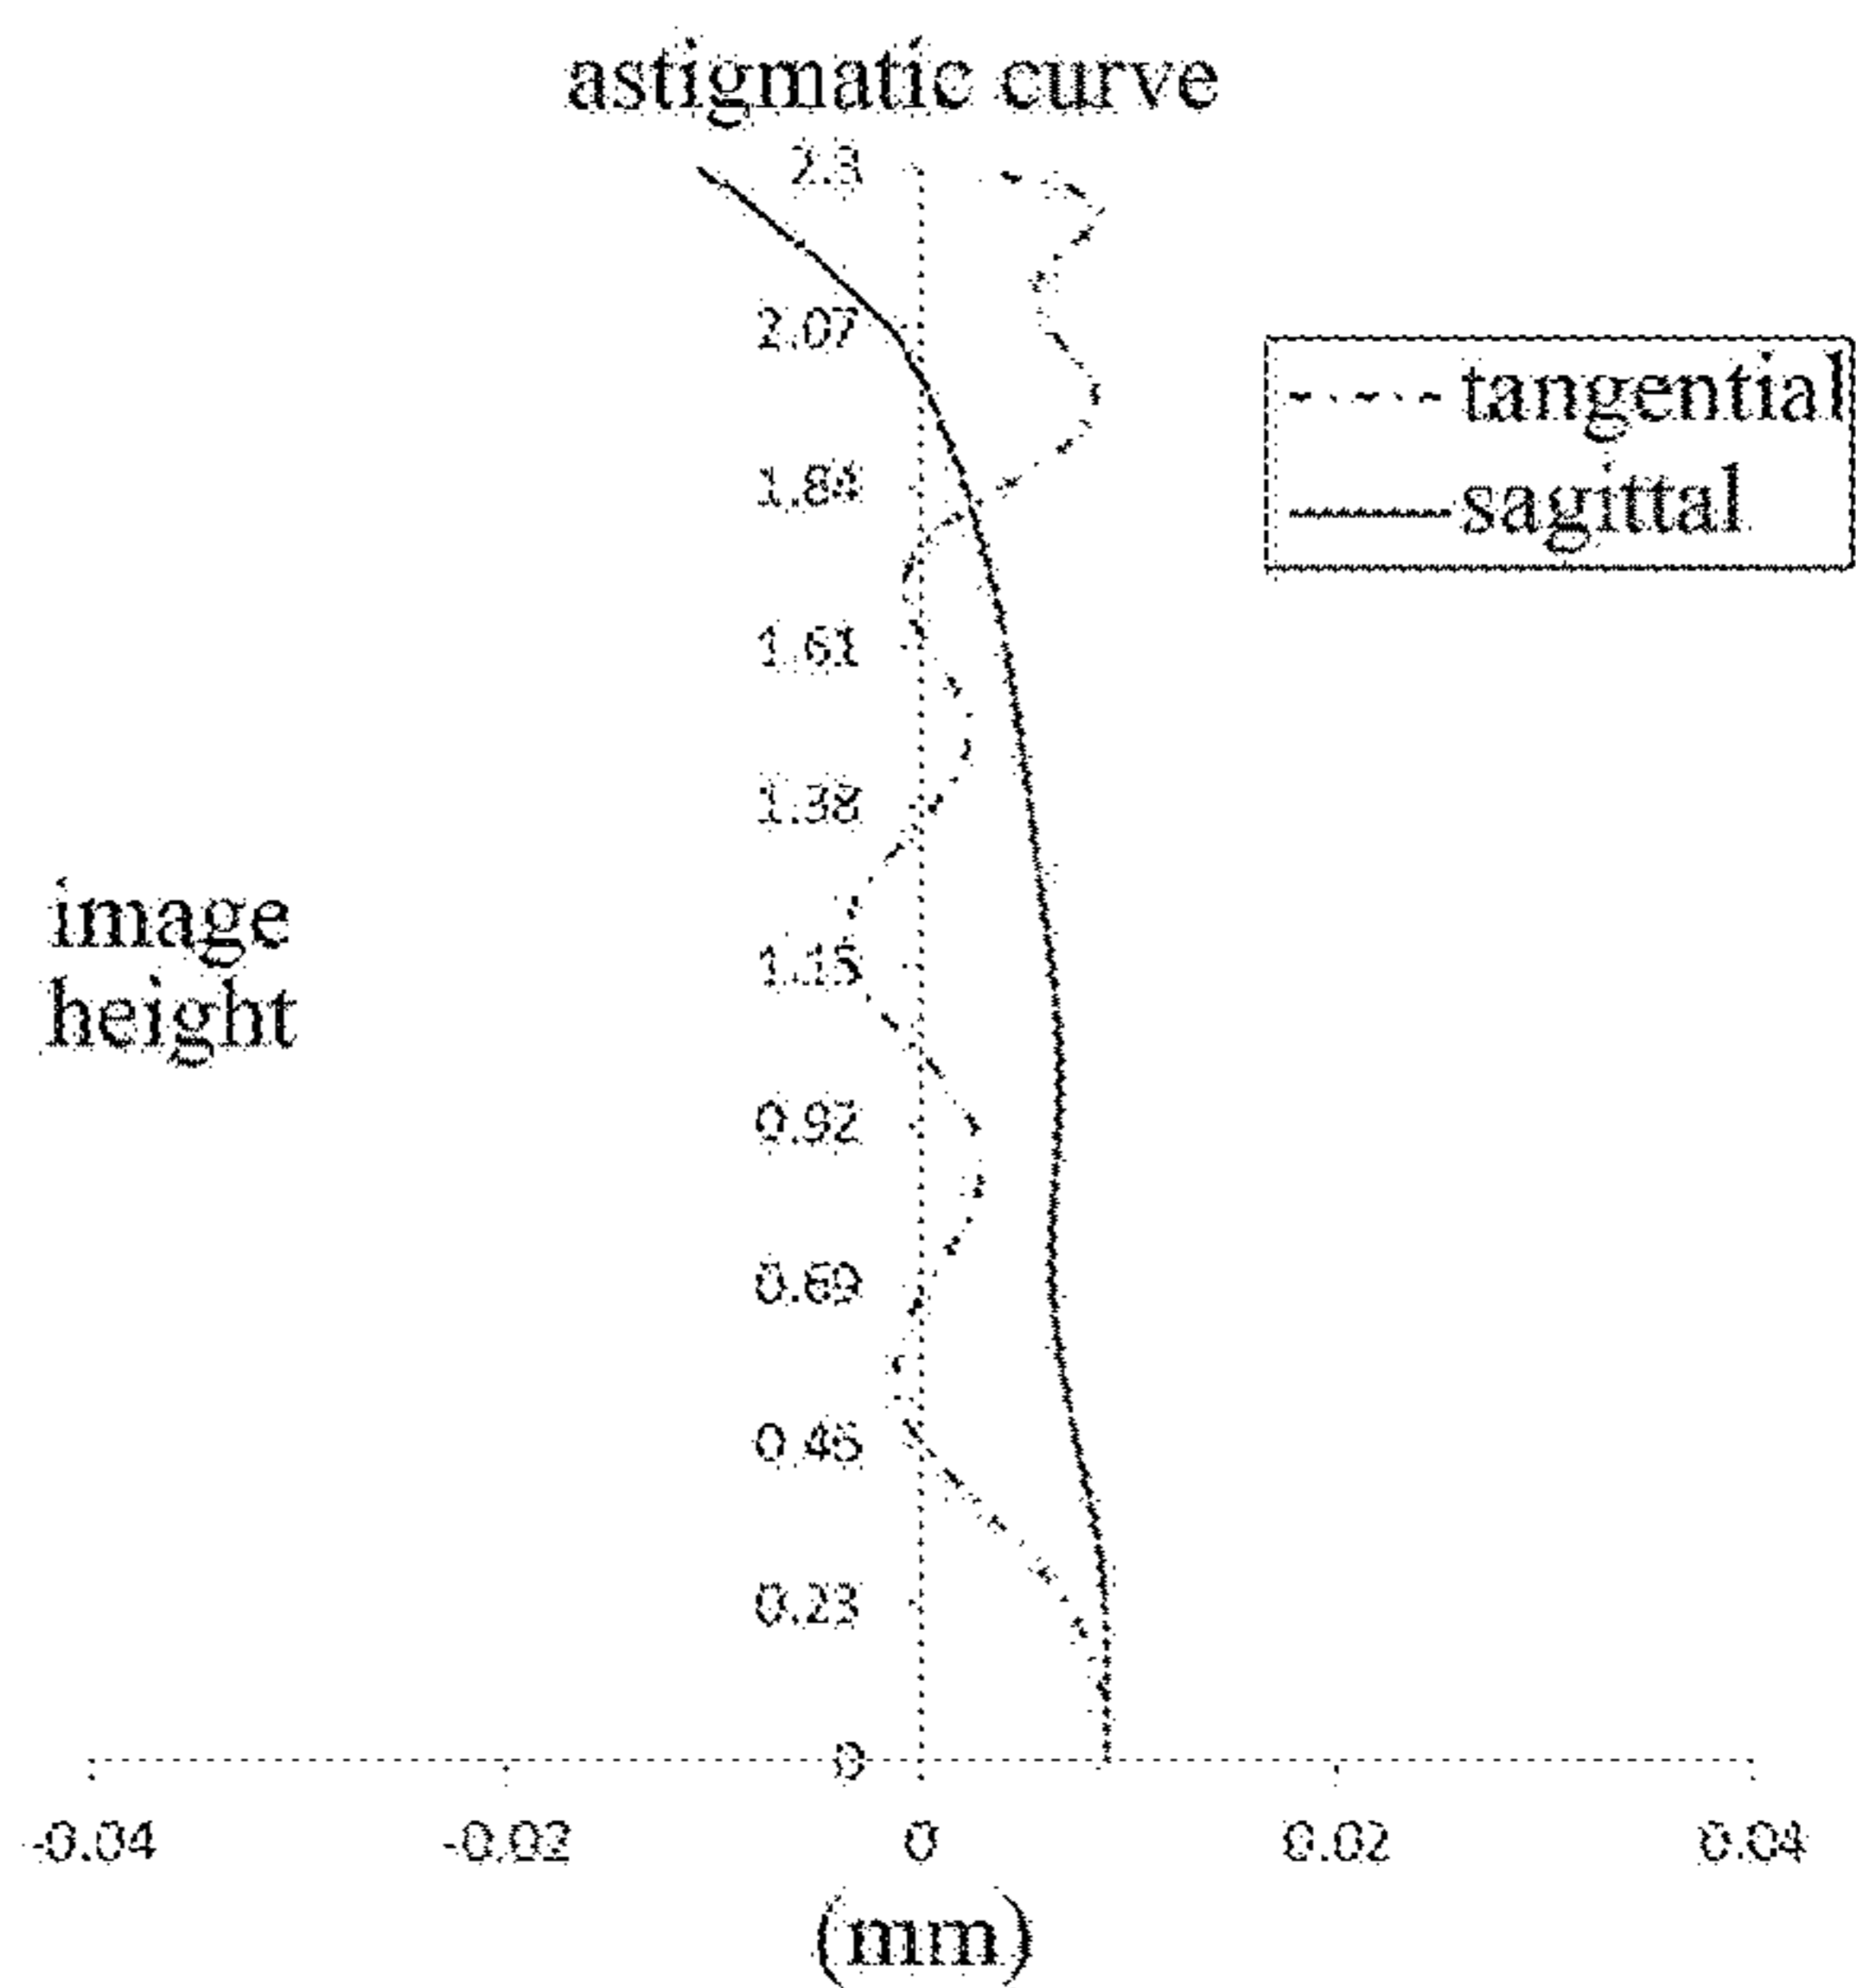 astigmatic curve
2.3
2.07
1.84
1.61
1.38
1.15
0.92
0.69
0.46
0.23
0
image
height
tangential
sagittal
-0.04
-0.02
0
0.02
0.04
(mm)